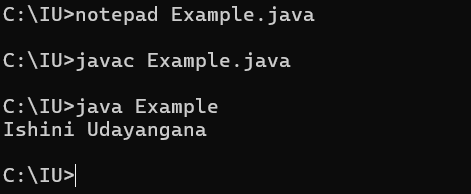 C:\IU>notepad Example.java
C:\IU>javac Example.java
C:\IU>java Example
Ishini Udayangana
C:\IU>